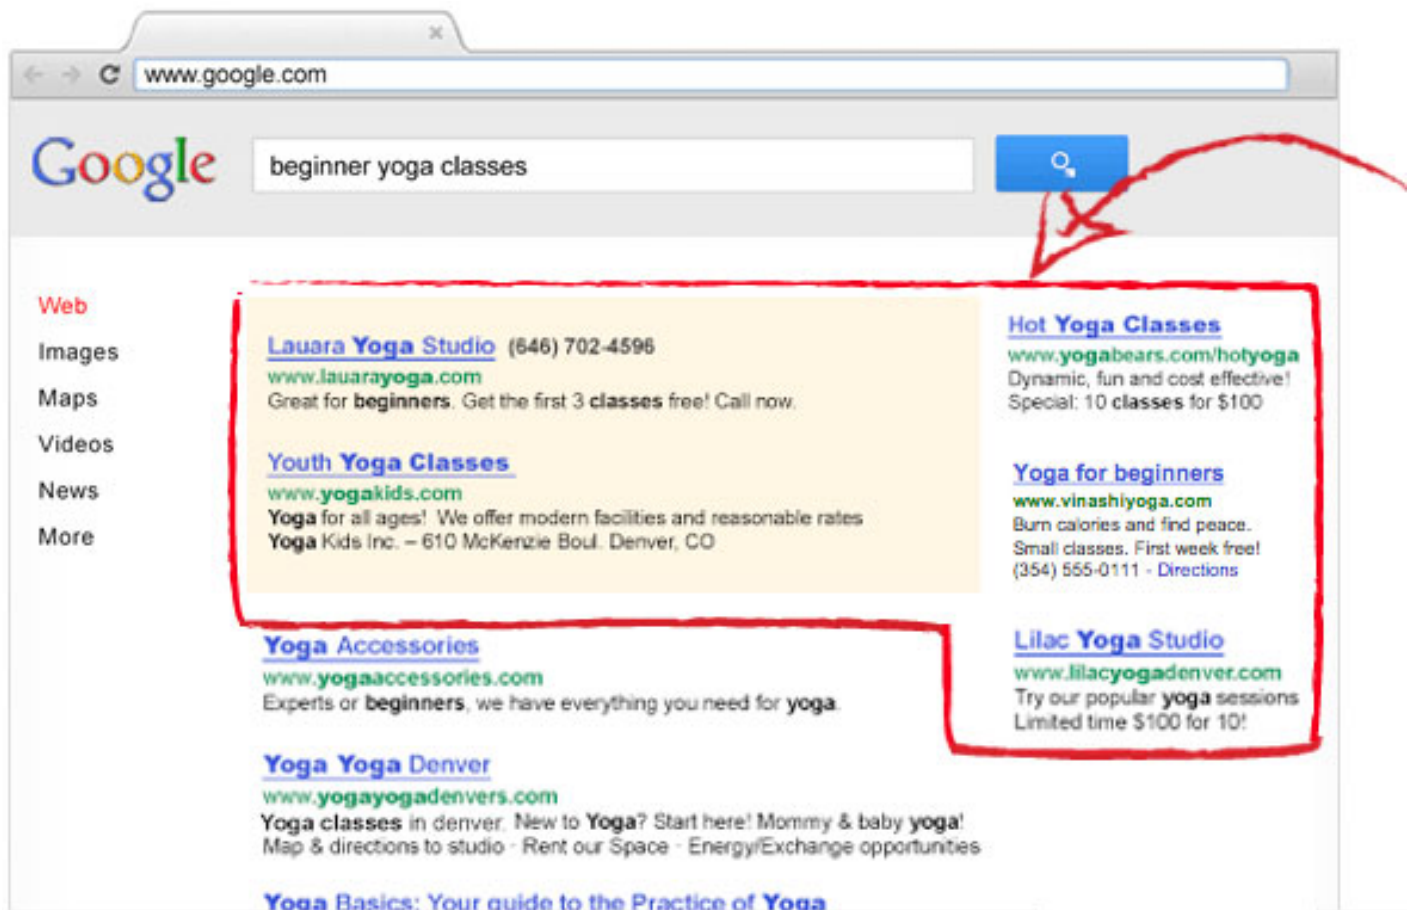 www.google.com
Google
beginner yoga classes
Web
Images
Maps
Videos
News
More
Lauara Yoga Studio (646) 702-4596
www.lauarayoga.com
Great for beginners. Get the first 3 classes free! Call now.
Youth Yoga Classes
www.yogakids.com
Yoga for all ages! We offer modern facilities and reasonable rates
Yoga Kids Inc. – 610 McKenzie Boul. Denver, CO
Hot Yoga Classes
www.yogabears.com/hotyoga
Dynamic, fun and cost effective!
Special: 10 classes for $100
Yoga for beginners
www.vinashiyoga.com
Burn calories and find peace.
Small classes. First week free!
(354) 555-0111 - Directions
Lilac Yoga Studio
www.lilacyogadenver.com
Try our popular yoga sessions
Limited time $100 for 10!
Yoga Accessories
www.yogaaccessories.com
Experts or beginners, we have everything you need for yoga.
Yoga Yoga Denver
www.yogayogadenvers.com
Yoga classes in denver. New to Yoga? Start here! Mommy & baby yoga!
Map & directions to studio - Rent our Space - Energy/Exchange opportunities
Yoga Basics: Your guide to the Practice of Yoga